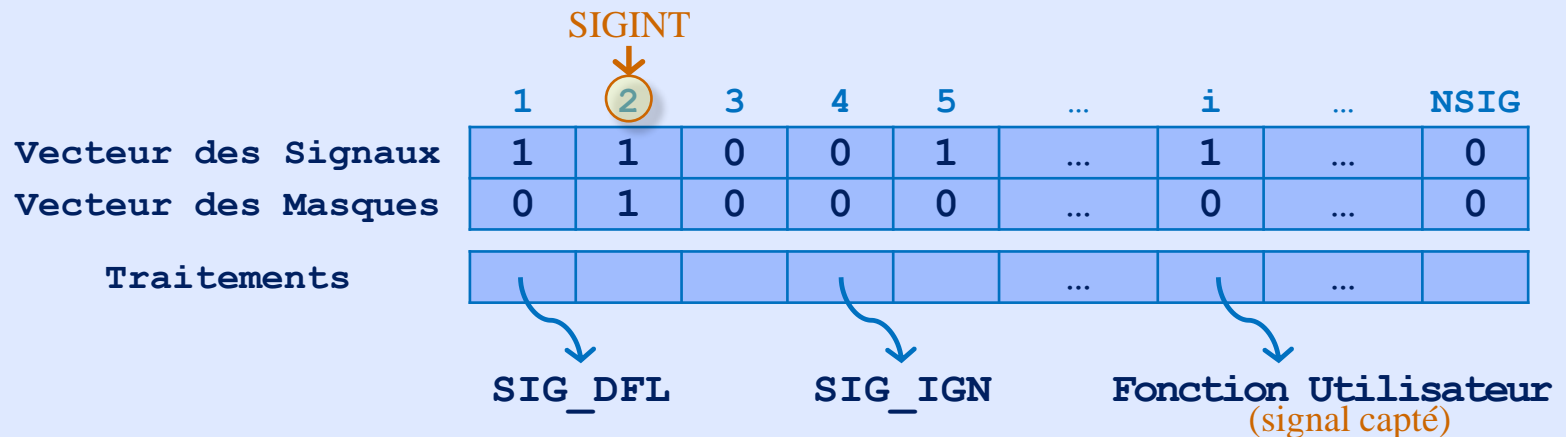 SIGINT
1 2 3 4 5 … i … NSIG
Vecteur des Signaux 1 1 0 0 1 … 1 … 0
Vecteur des Masques 0 1 0 0 0 … 0 … 0
Traitements … …
SIG_DFL SIG_IGN Fonction Utilisateur
(signal capté)